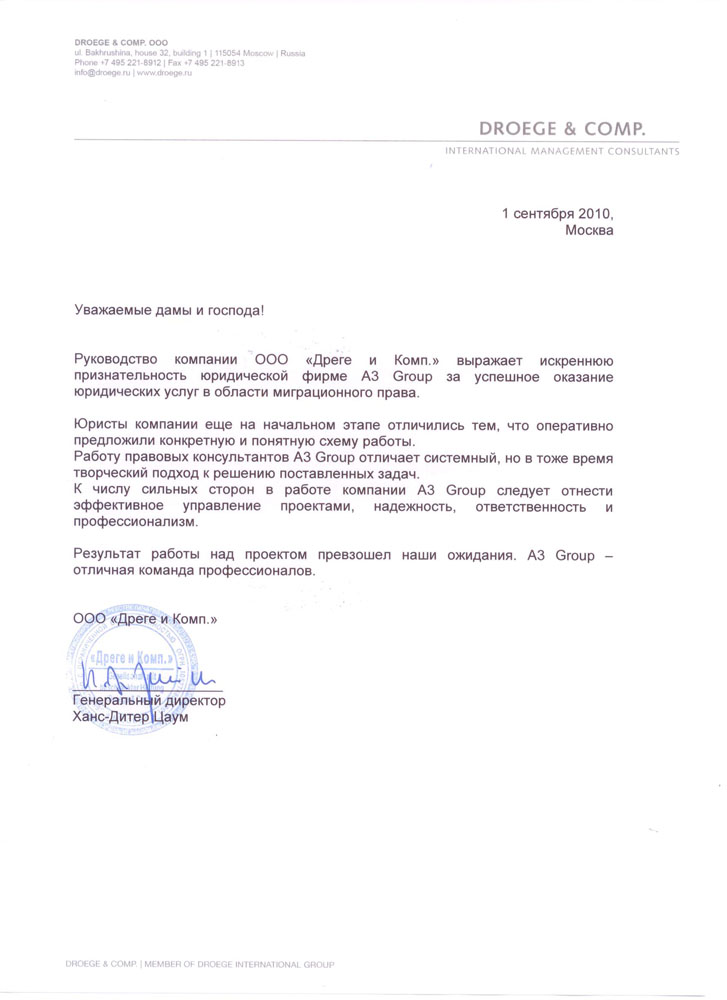 DROEGE & COMP. OOO
ul. Bakhrushina, house 32, building 1 | 115054 Moscow | Russia
Phone +7 495 221-8912 | Fax +7 495 221-8913
info@droege.ru | www.droege.ru
DROEGE & COMP.
INTERNATIONAL MANAGEMENT CONSULTANTS
1 сентября 2010,
Москва
Уважаемые дамы и господа!
Руководство компании ООО «Дреге и Комп.» выражает искреннюю
признательность юридической фирме A3 Group за успешное оказание
юридических услуг в области миграционного права.
Юристы компании еще на начальном этапе отличились тем, что оперативно
предложили конкретную и понятную схему работы.
Работу правовых консультантов A3 Group отличает системный, но в тоже время
творческий подход к решению поставленных задач.
К числу сильных сторон в работе компании A3 Group следует отнести
эффективное управление проектами, надежность, ответственность и
профессионализм.
Результат работы над проектом превзошел наши ожидания. A3 Group –
отличная команда профессионалов.
ООО «Дреге и Комп.»
«Дреге и Комп.»
Генеральный директор
Ханс-Дитер Цаум
DROEGE & COMP. | MEMBER OF DROEGE INTERNATIONAL GROUP